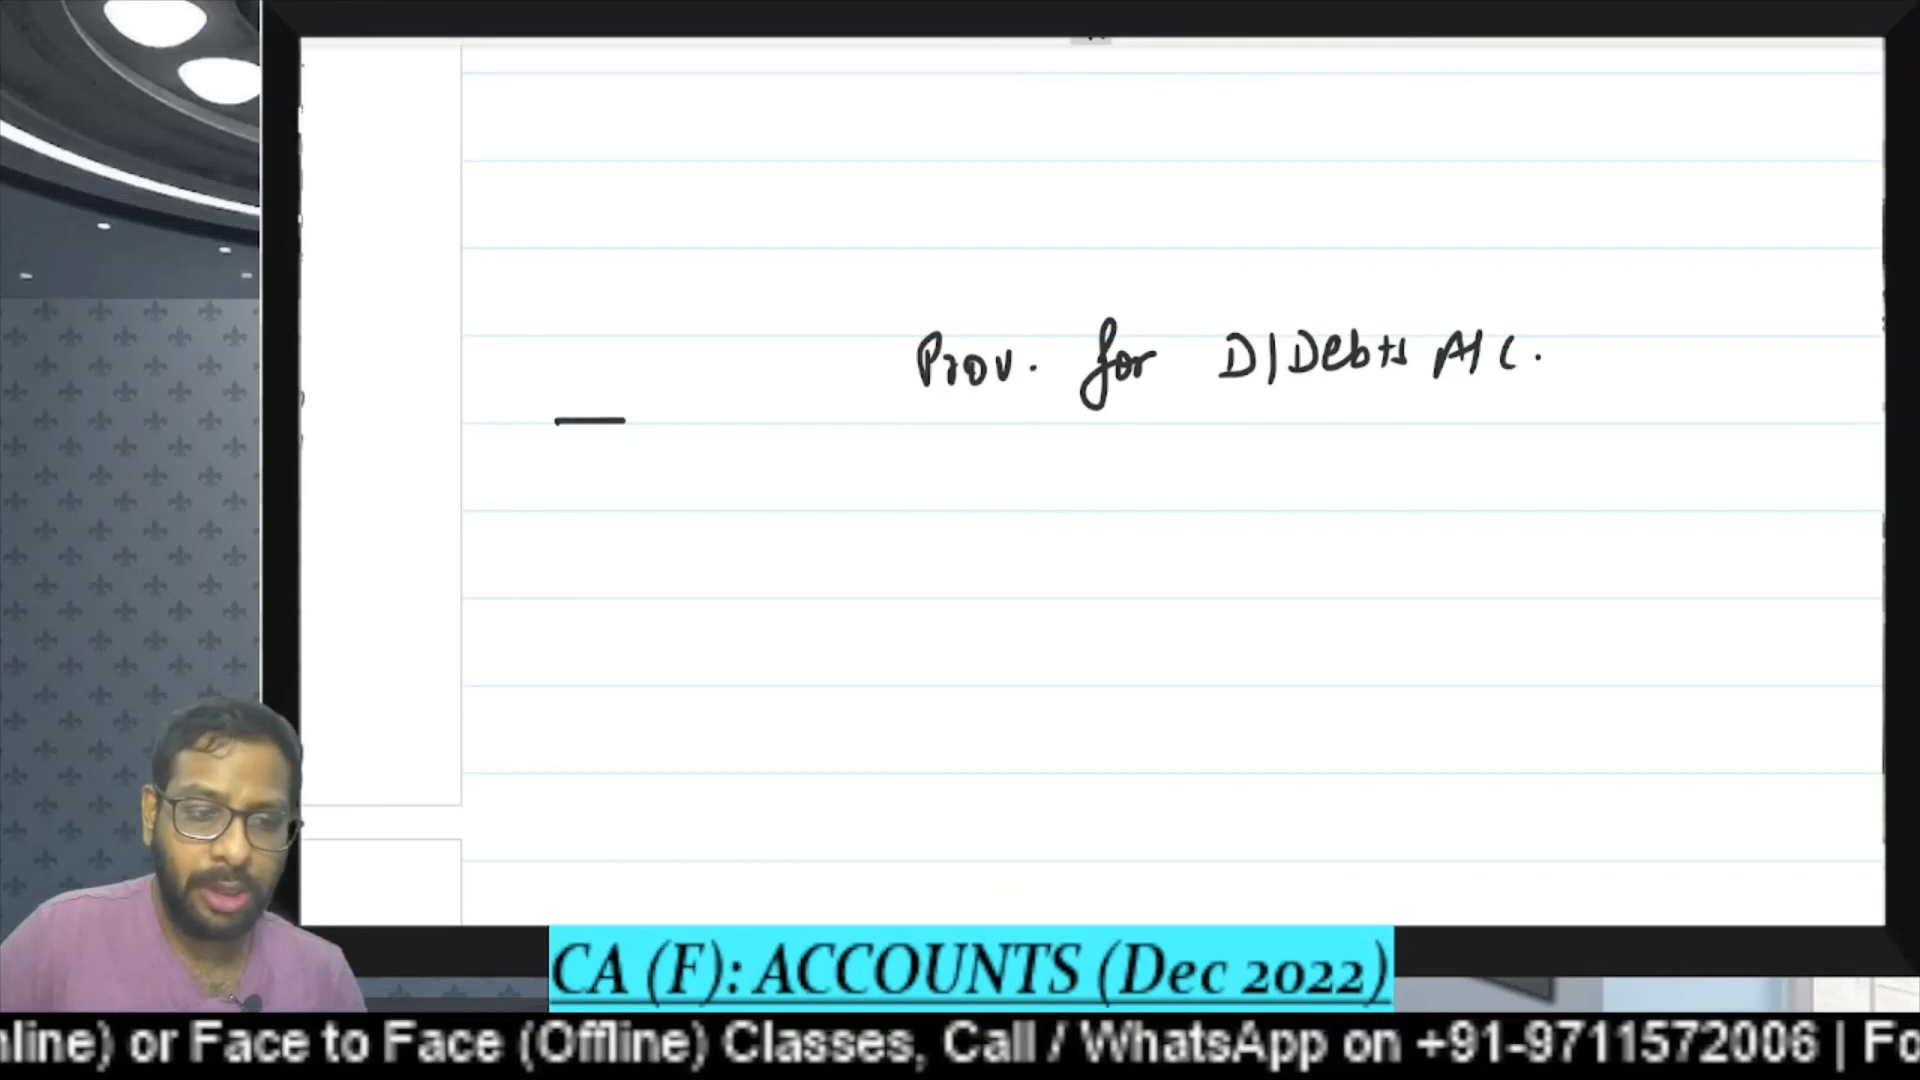 Prov. for D/Debts A/C.
CA (F): ACCOUNTS (Dec 2022)
nline) or Face to Face (Offline) Classes, Call / WhatsApp on +91-9711572006 | Fo